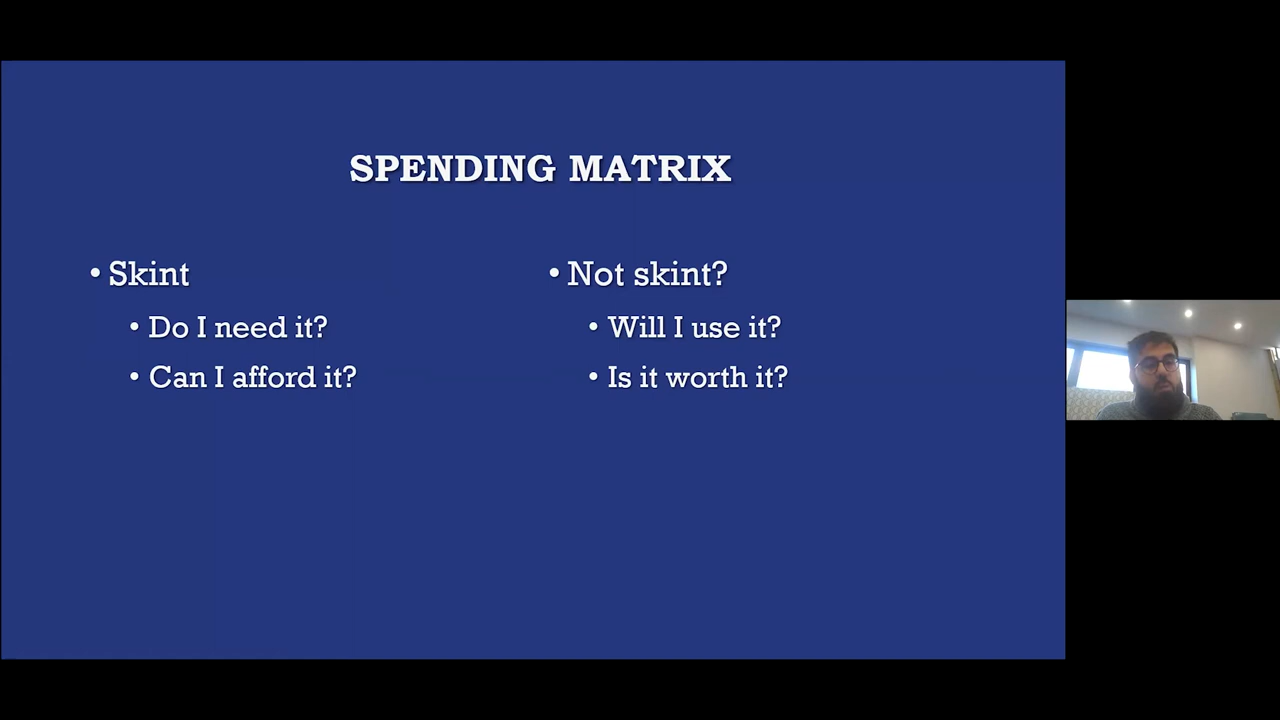 SPENDING MATRIX
• Skint
• Do I need it?
• Can I afford it?
• Not skint?
• Will I use it?
• Is it worth it?